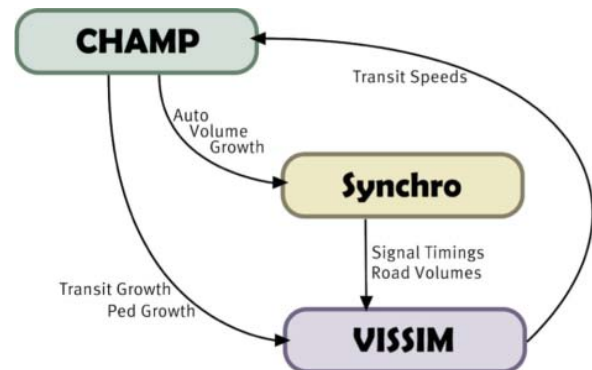 CHAMP
Transit Speeds
Auto
Volume
Growth
Synchro
Signal Timings
Road Volumes
Transit Growth
Ped Growth
VISSIM